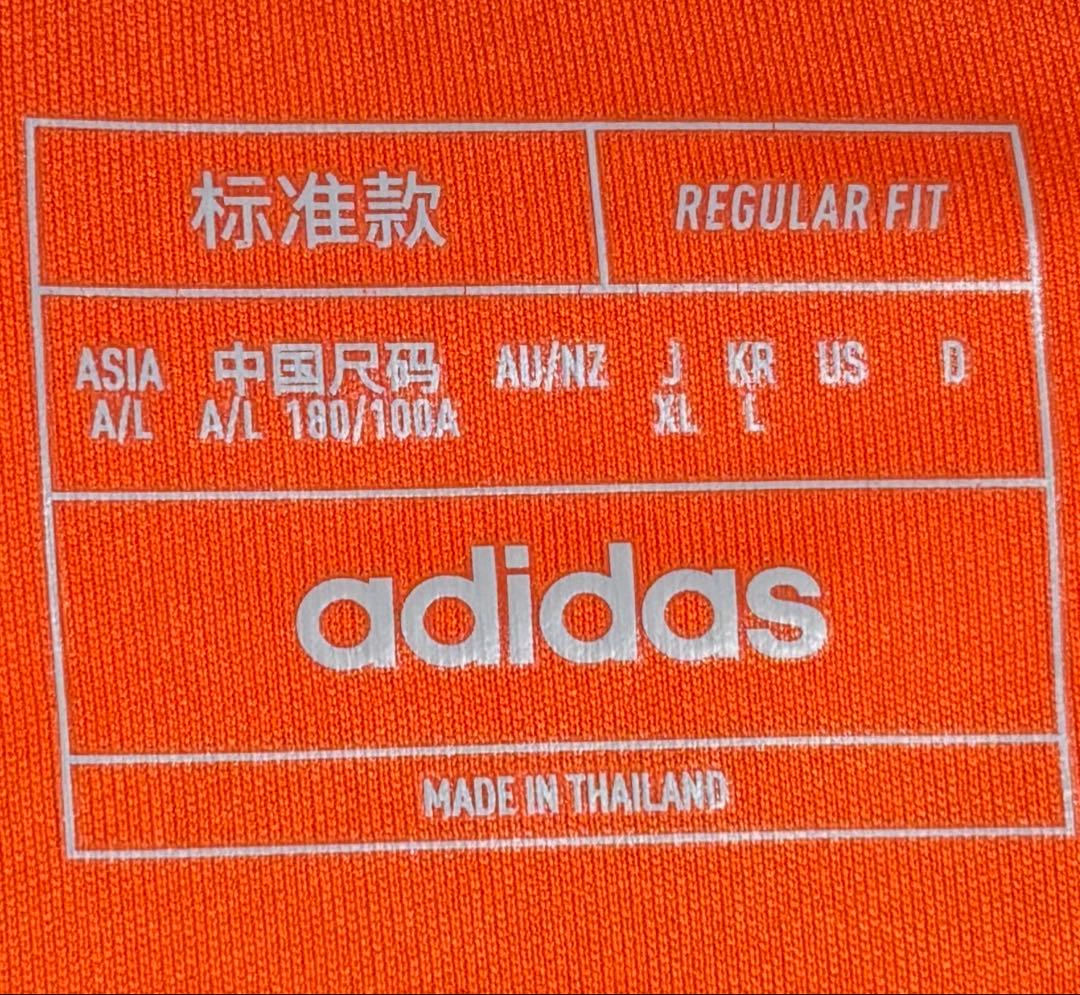 标准款 REGULAR FIT
ASIA 中国尺码 AU/NZ J KR US D
A/L A/L 180/100A XL L
adidas
MADE IN THAILAND